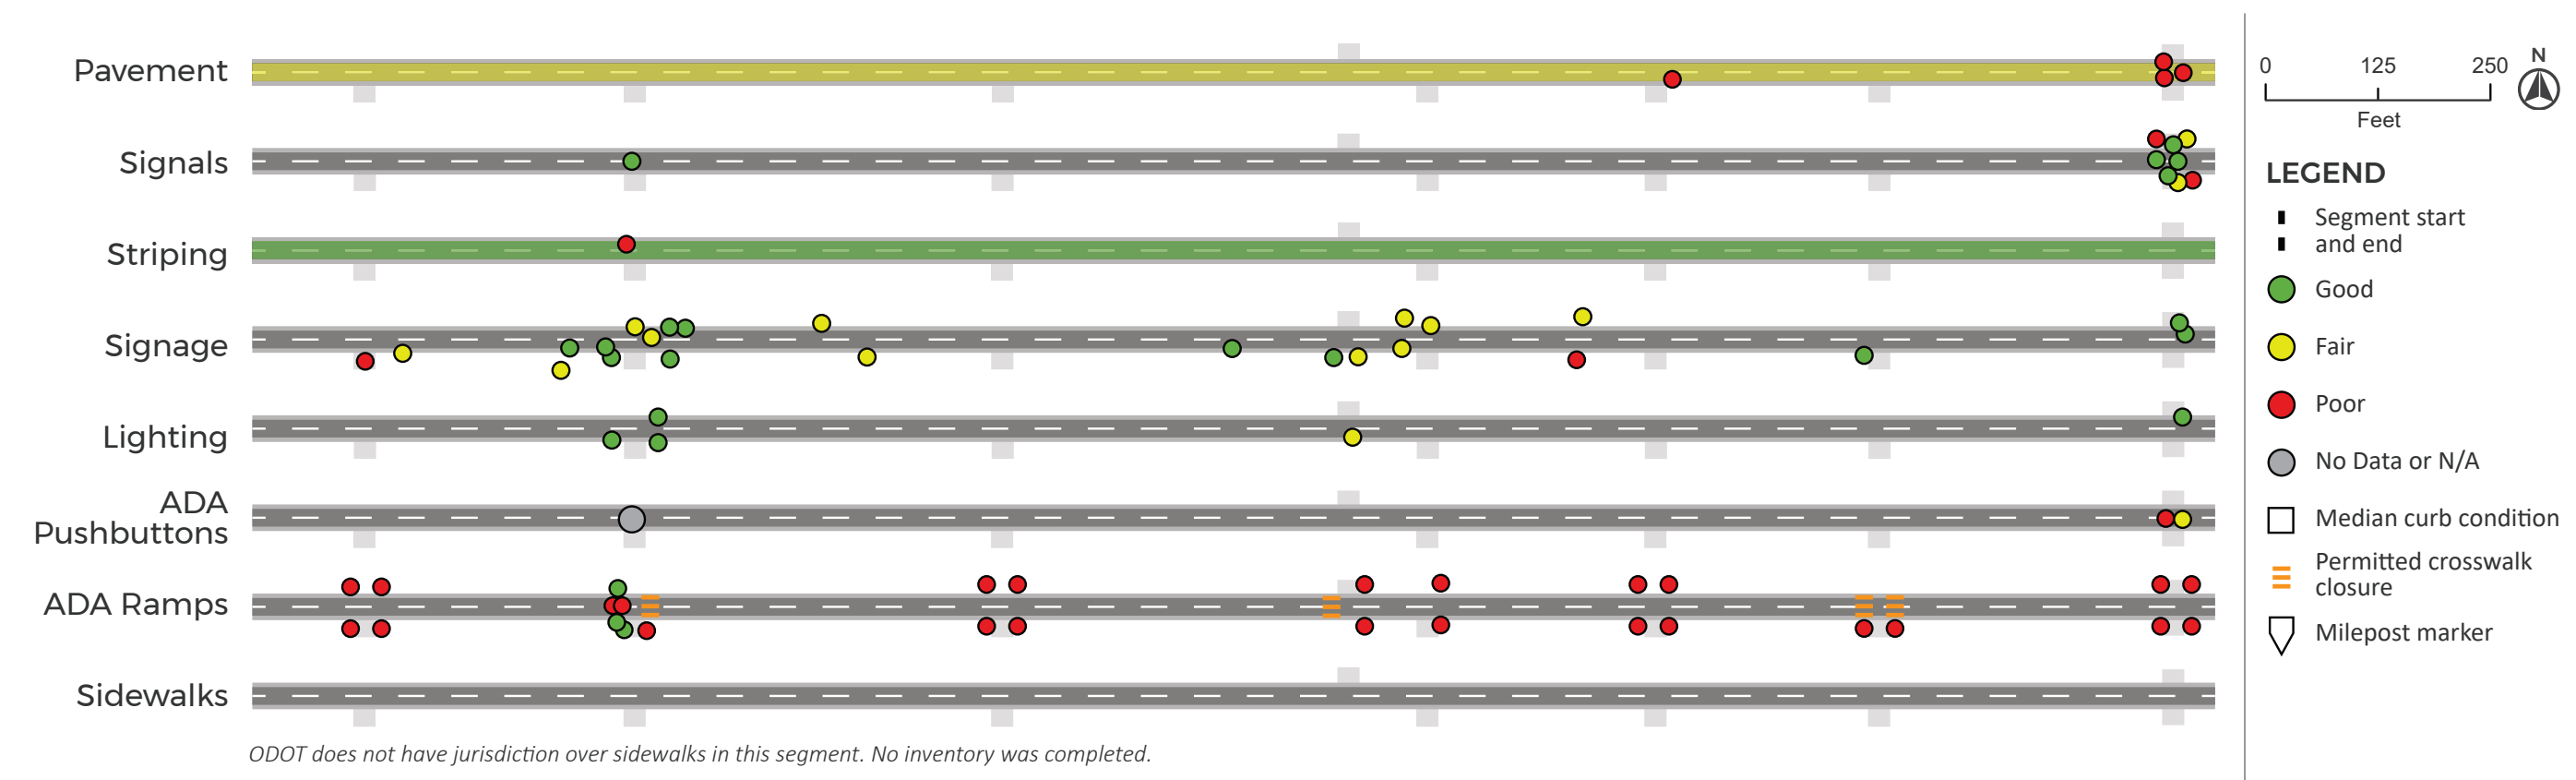 Pavement
Signals
Striping
Signage
Lighting
ADA
Pushbuttons
ADA Ramps
Sidewalks
ODOT does not have jurisdiction over sidewalks in this segment. No inventory was completed.
0 125 250 N
Feet
LEGEND
Segment start
and end
Good
Fair
Poor
No Data or N/A
Median curb condition
Permitted crosswalk
closure
Milepost marker